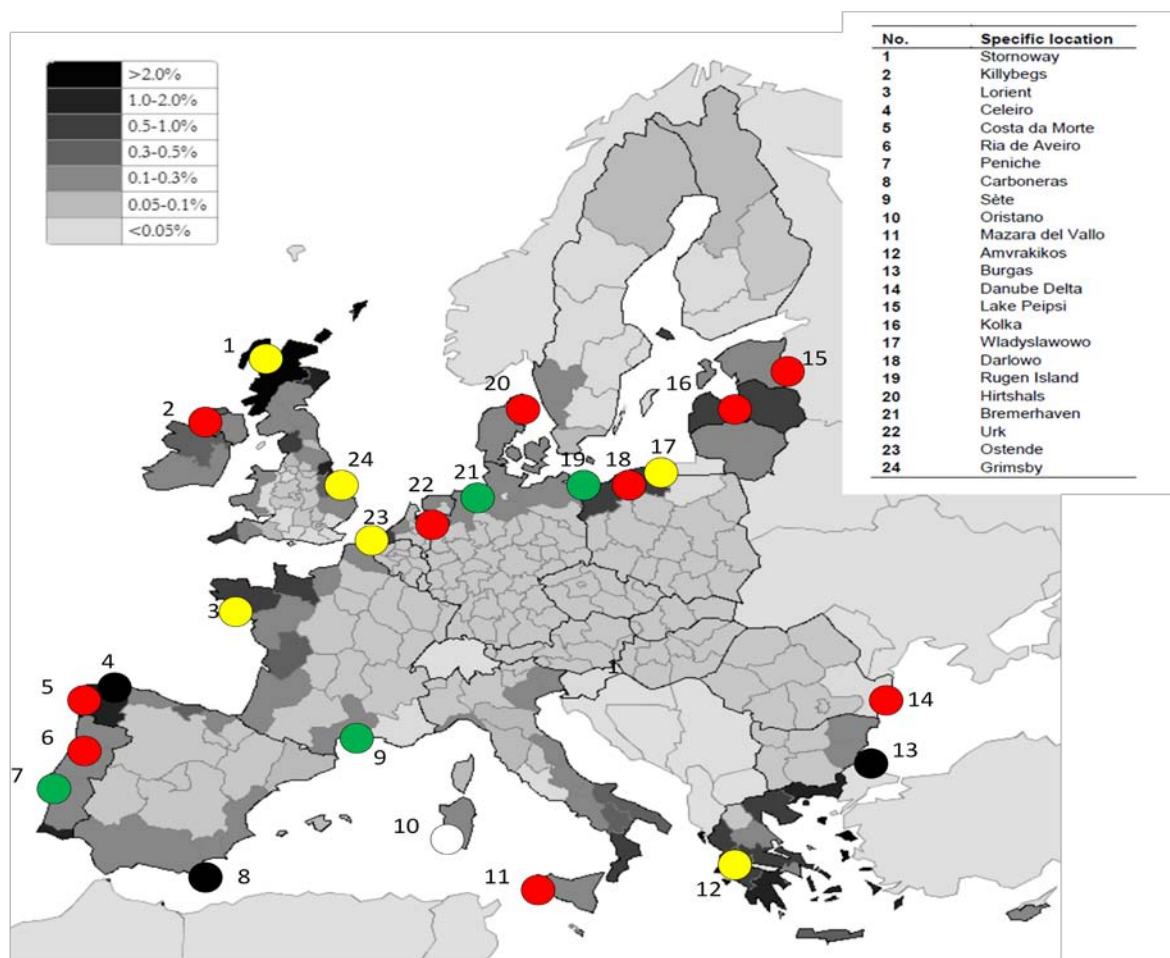 >2.0%
1.0-2.0%
0.5-1.0%
0.3-0.5%
0.1-0.3%
0.05-0.1%
<0.05%
No. Specific location
1 Stornoway
2 Killybegs
3 Lorient
4 Celeiro
5 Costa da Morte
6 Ria de Aveiro
7 Peniche
8 Carboneras
9 Sète
10 Oristano
11 Mazara del Vallo
12 Amvrakikos
13 Burgas
14 Danube Delta
15 Lake Peipsi
16 Kolka
17 Wladyslawowo
18 Darlowo
19 Rugen Island
20 Hirtshals
21 Bremerhaven
22 Urk
23 Ostende
24 Grimsby
1
2
20
16
15
24
21
19
18
17
22
23
3
1
4
5
6
7
9
14
13
10
8
11
12